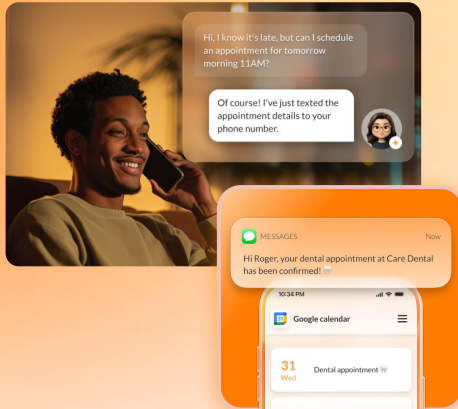 Hi, I know it's late, but can I schedule
an appointment for tomorrow
morning 11AM?
Of course! I've just texted the
appointment details to your
phone number.
MESSAGES
Now
Hi Roger, your dental appointment at Care Dental
has been confirmed! 🦷
10:34 PM
31
Google calendar
31
Wed
Dental appointment 🦷